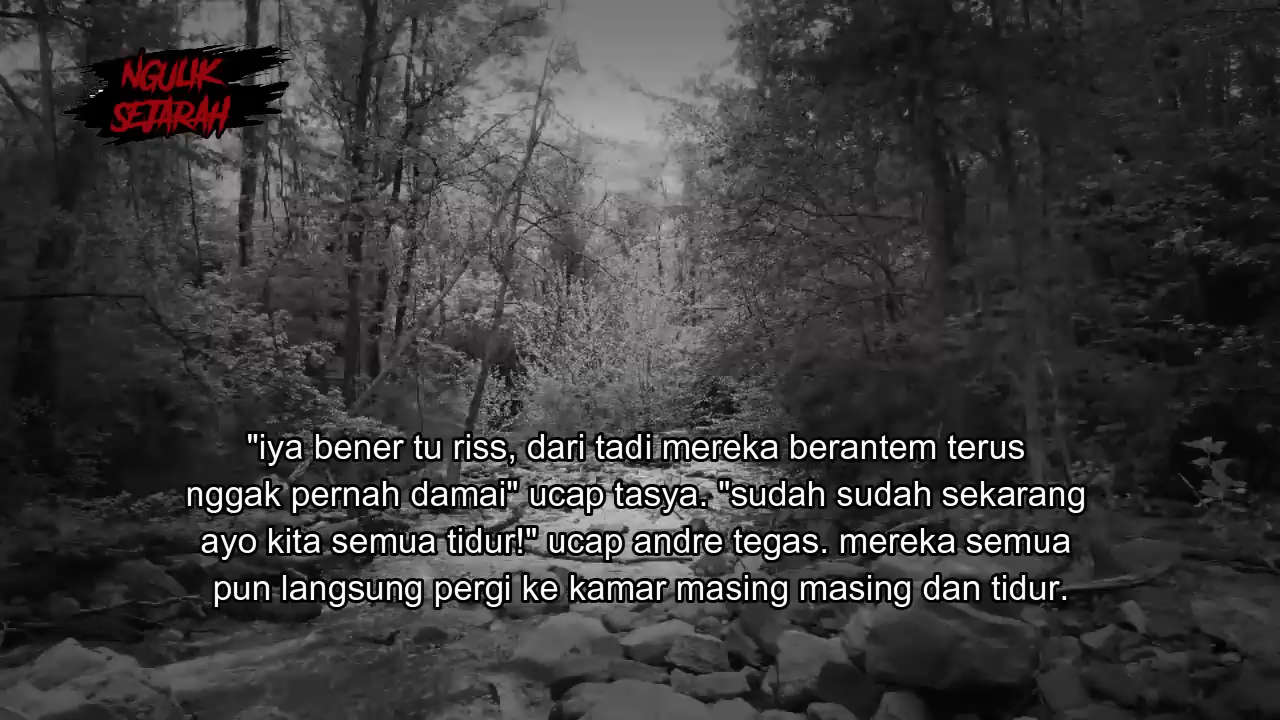 NGULIK
SEJARAH
"iya bener tu riss, dari tadi mereka berantem terus
nggak pernah damai" ucap tasya. "sudah sudah sekarang
ayo kita semua tidur!" ucap andre tegas. mereka semua
pun langsung pergi ke kamar masing masing dan tidur.